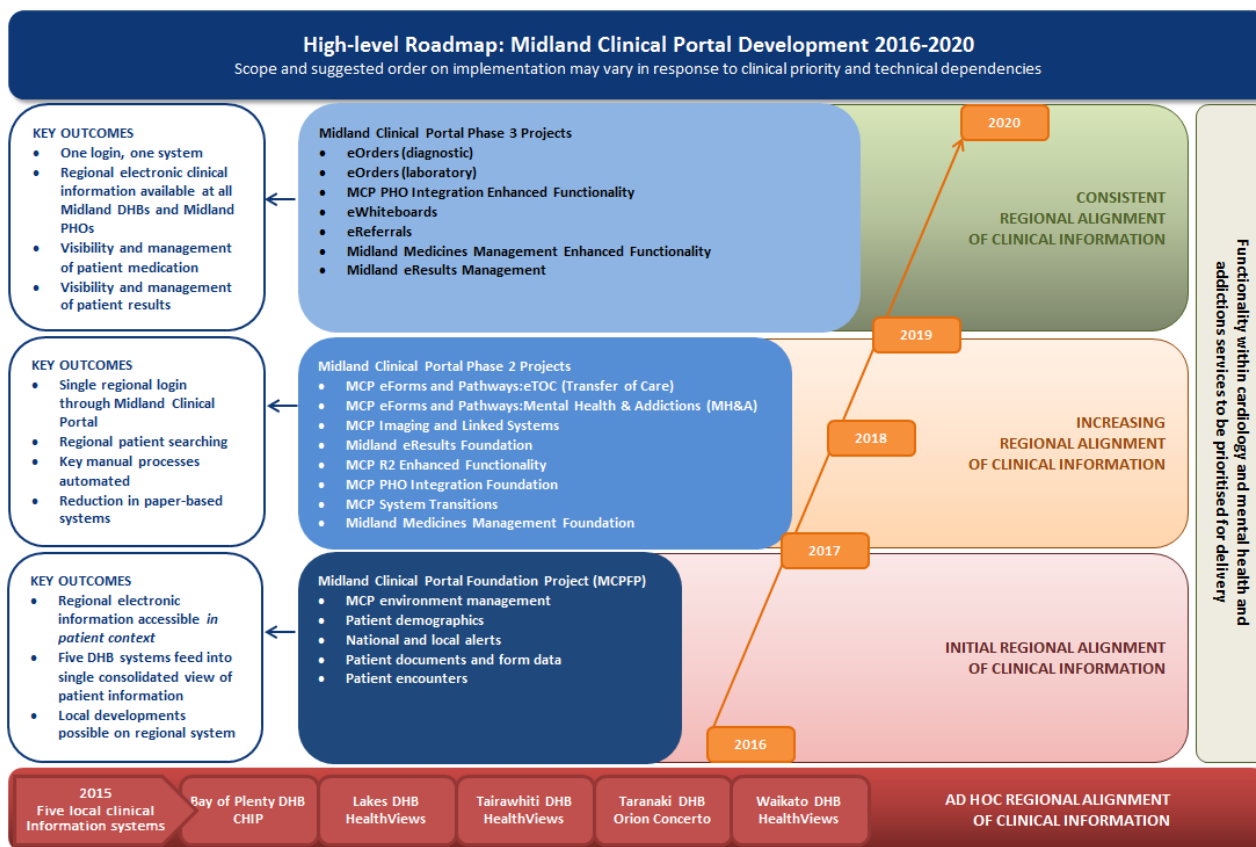 High-level Roadmap: Midland Clinical Portal Development 2016-2020
Scope and suggested order on implementation may vary in response to clinical priority and technical dependencies
KEY OUTCOMES
• One login, one system
• Regional electronic clinical
information available at all
Midland DHBs and Midland
PHOs
• Visibility and management
of patient medication
• Visibility and management
of patient results
Midland Clinical Portal Phase 3 Projects
• eOrders (diagnostic)
• eOrders (laboratory)
• MCP PHO Integration Enhanced Functionality
• eWhiteboards
• eReferrals
• Midland Medicines Management Enhanced Functionality
• Midland eResults Management
2020
CONSISTENT
REGIONAL ALIGNMENT
OF CLINICAL INFORMATION
2019
KEY OUTCOMES
• Single regional login
through Midland Clinical
Portal
• Regional patient searching
• Key manual processes
automated
• Reduction in paper-based
systems
Midland Clinical Portal Phase 2 Projects
• MCP eForms and Pathways:eTOC (Transfer of Care)
• MCP eForms and Pathways:Mental Health & Addictions (MH&A)
• MCP Imaging and Linked Systems
• Midland eResults Foundation
• MCP R2 Enhanced Functionality
• MCP PHO Integration Foundation
• MCP System Transitions
• Midland Medicines Management Foundation
2018
INCREASING
REGIONAL ALIGNMENT
OF CLINICAL INFORMATION
2017
KEY OUTCOMES
• Regional electronic
information accessible in
patient context
• Five DHB systems feed into
single consolidated view of
patient information
• Local developments
possible on regional system
Midland Clinical Portal Foundation Project (MCPFP)
• MCP environment management
• Patient demographics
• National and local alerts
• Patient documents and form data
• Patient encounters
INITIAL REGIONAL ALIGNMENT
OF CLINICAL INFORMATION
2016
Functionality within cardiology and mental health and
addictions services to be prioritised for delivery
2015
Five local clinical
Information systems
Bay of Plenty DHB
CHIP
Lakes DHB
HealthViews
Tairawhiti DHB
HealthViews
Taranaki DHB
Orion Concerto
Waikato DHB
HealthViews
AD HOC REGIONAL ALIGNMENT
OF CLINICAL INFORMATION